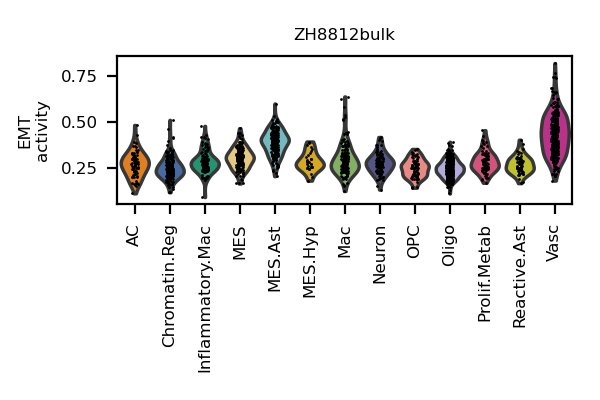 ZH8812bulk
EMT
activity
0.75
0.50
0.25
AC
Chromatin.Reg
Inflammatory.Mac
MES
MES.Ast
MES.Hyp
Mac
Neuron
OPC
Oligo
Prolif.Metab
Reactive.Ast
Vasc